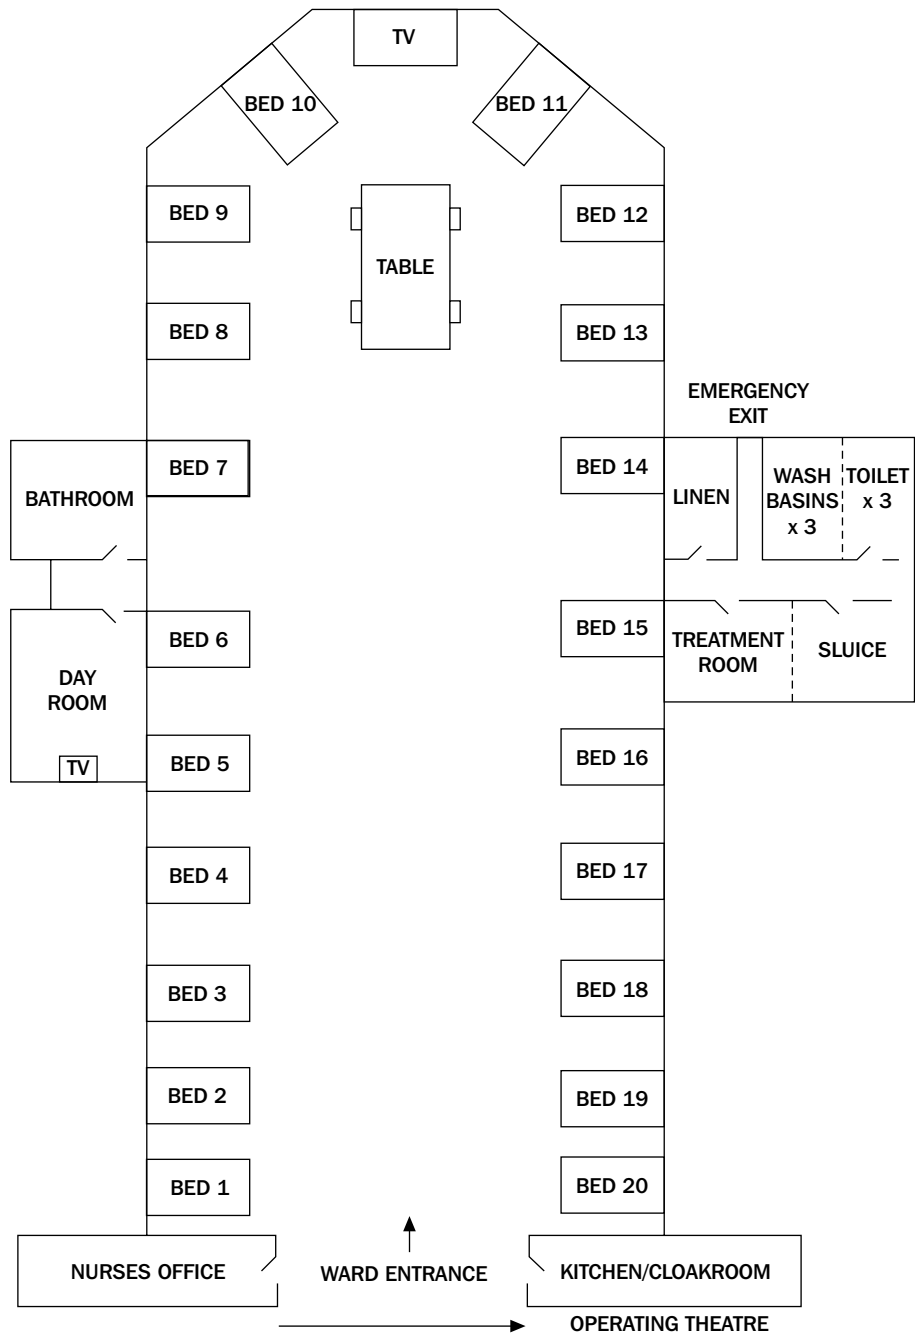 TV
BED 10
BED 11
BED 9
BED 12
TABLE
BED 8
BED 13
EMERGENCY
EXIT
BED 7
BED 14
BATHROOM
LINEN
WASH
BASINS
x 3
TOILET
x 3
BED 6
BED 15
DAY
ROOM
TREATMENT
ROOM
SLUICE
TV
BED 5
BED 16
BED 4
BED 17
BED 3
BED 18
BED 2
BED 19
BED 1
BED 20
NURSES OFFICE
WARD ENTRANCE
KITCHEN/CLOAKROOM
OPERATING THEATRE